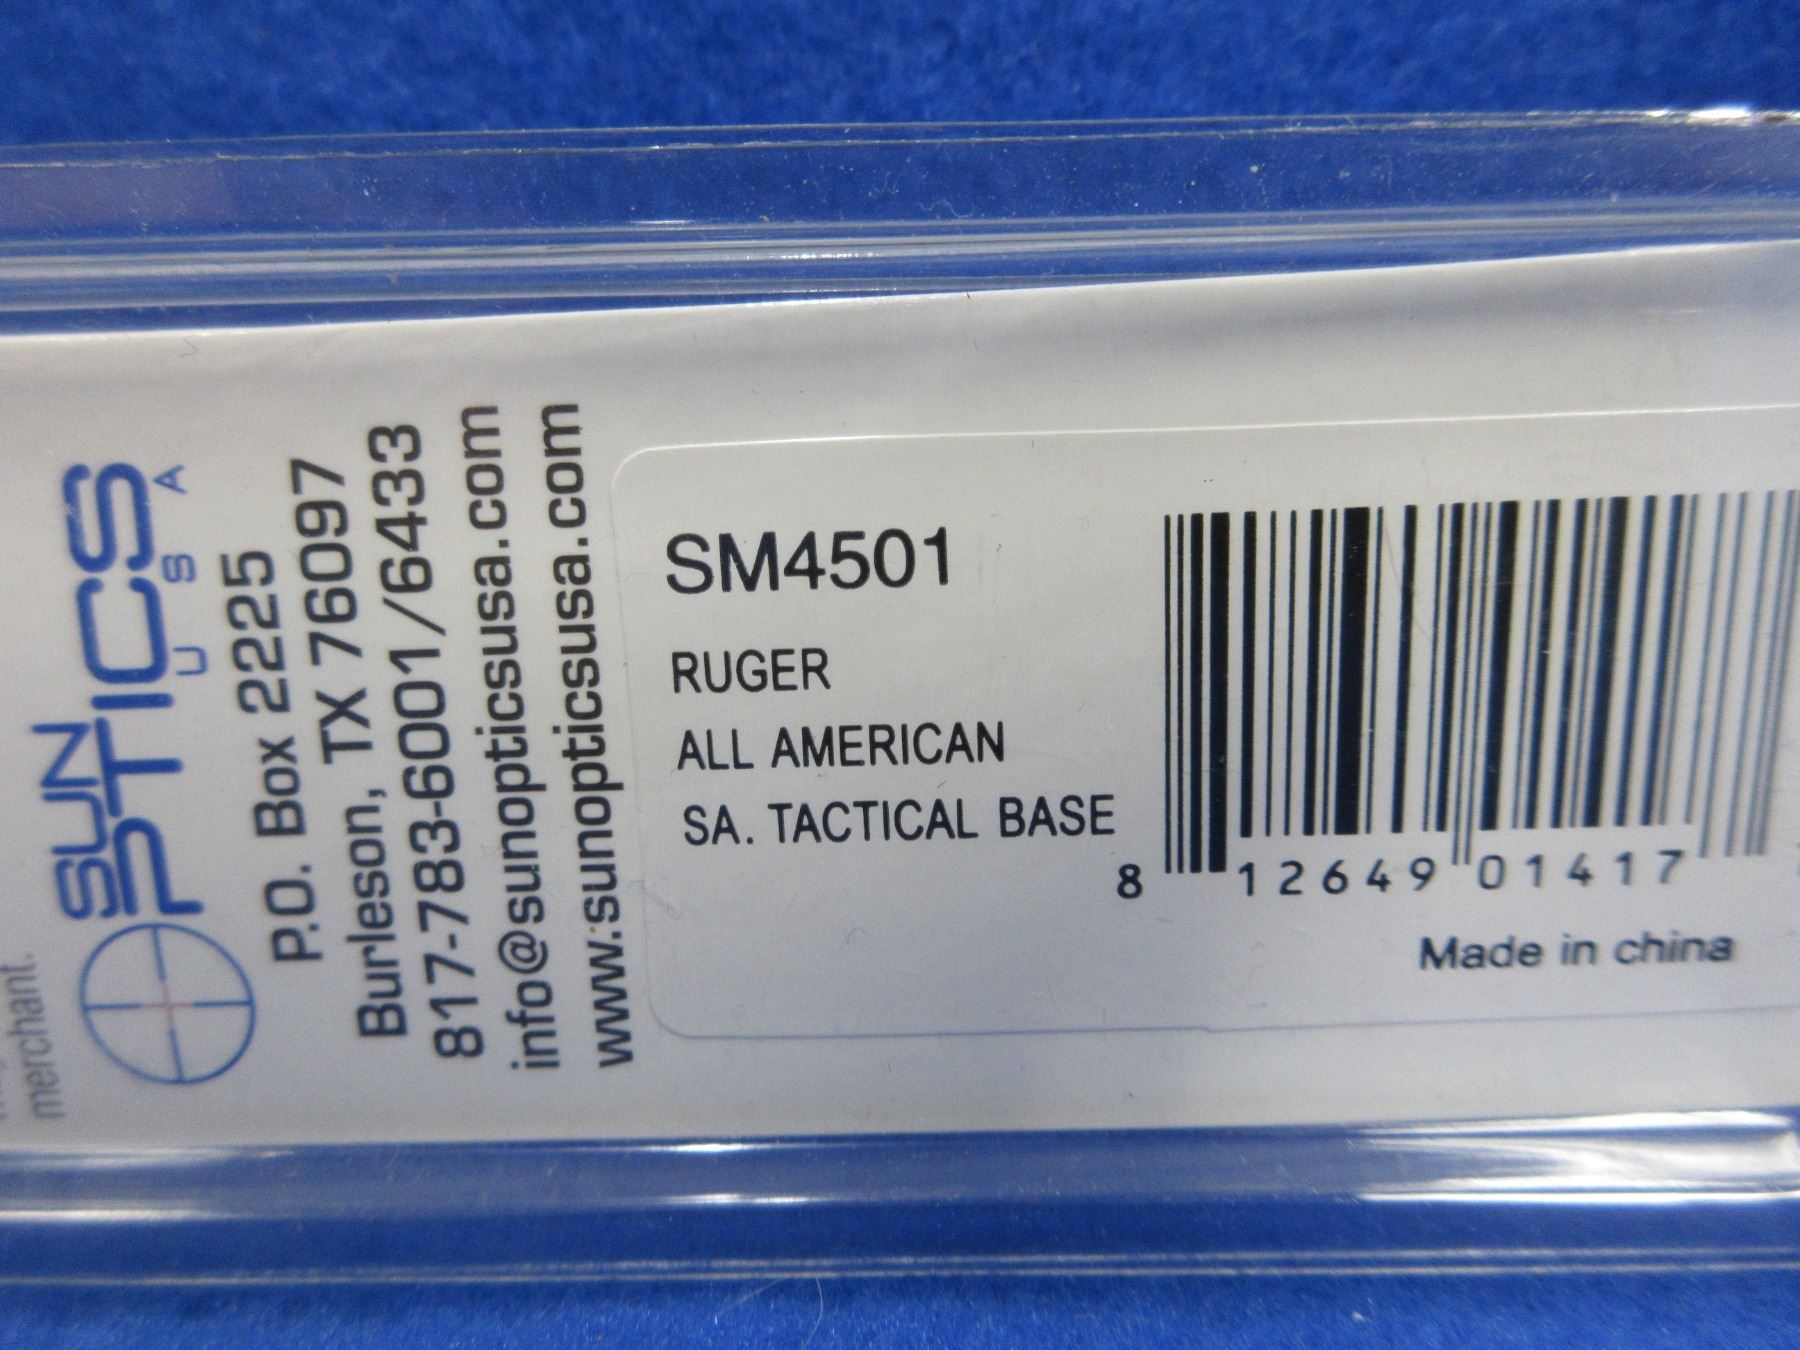 merchant.
SUN
OPTICS
USA
P.O. Box 2225
Burleson, TX 76097
817-783-6001/6433
info@sunopticsusa.com
www.sunopticsusa.com
SM4501
RUGER
ALL AMERICAN
SA. TACTICAL BASE
8 12649 01417
Made in china